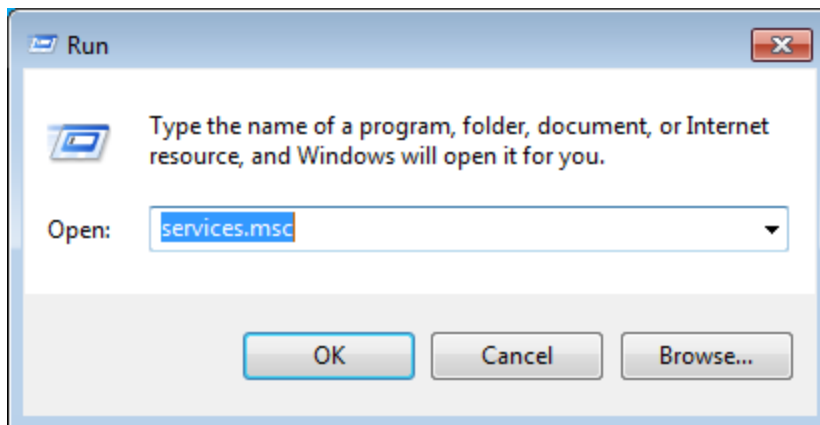 Run
Type the name of a program, folder, document, or Internet
resource, and Windows will open it for you.
Open: services.msc
OK Cancel Browse...